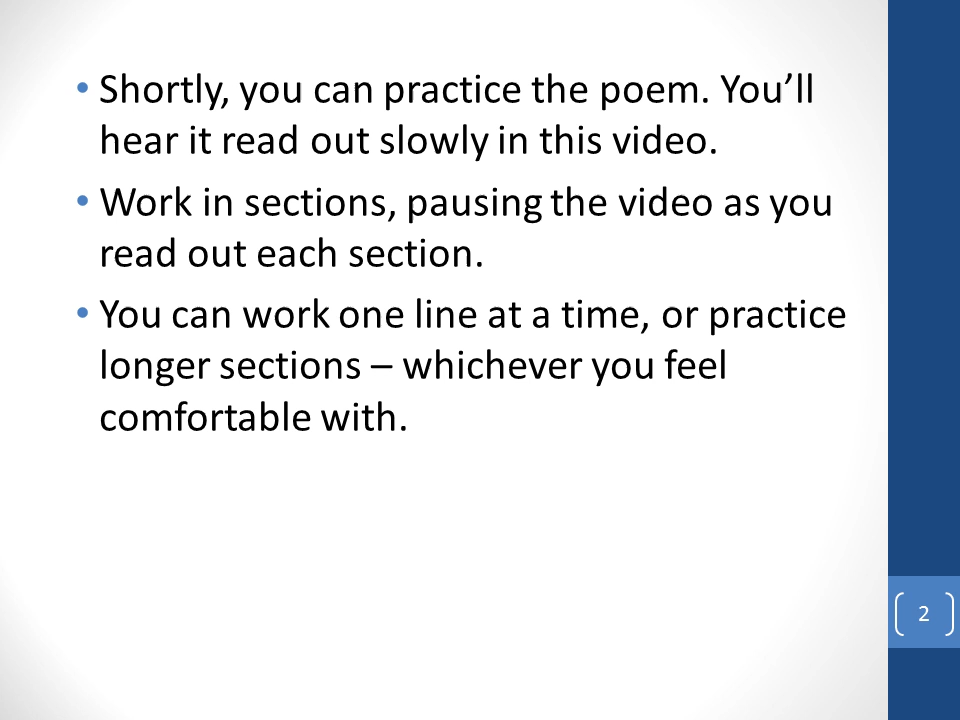 • Shortly, you can practice the poem. You’ll
hear it read out slowly in this video.
• Work in sections, pausing the video as you
read out each section.
• You can work one line at a time, or practice
longer sections – whichever you feel
comfortable with.
2